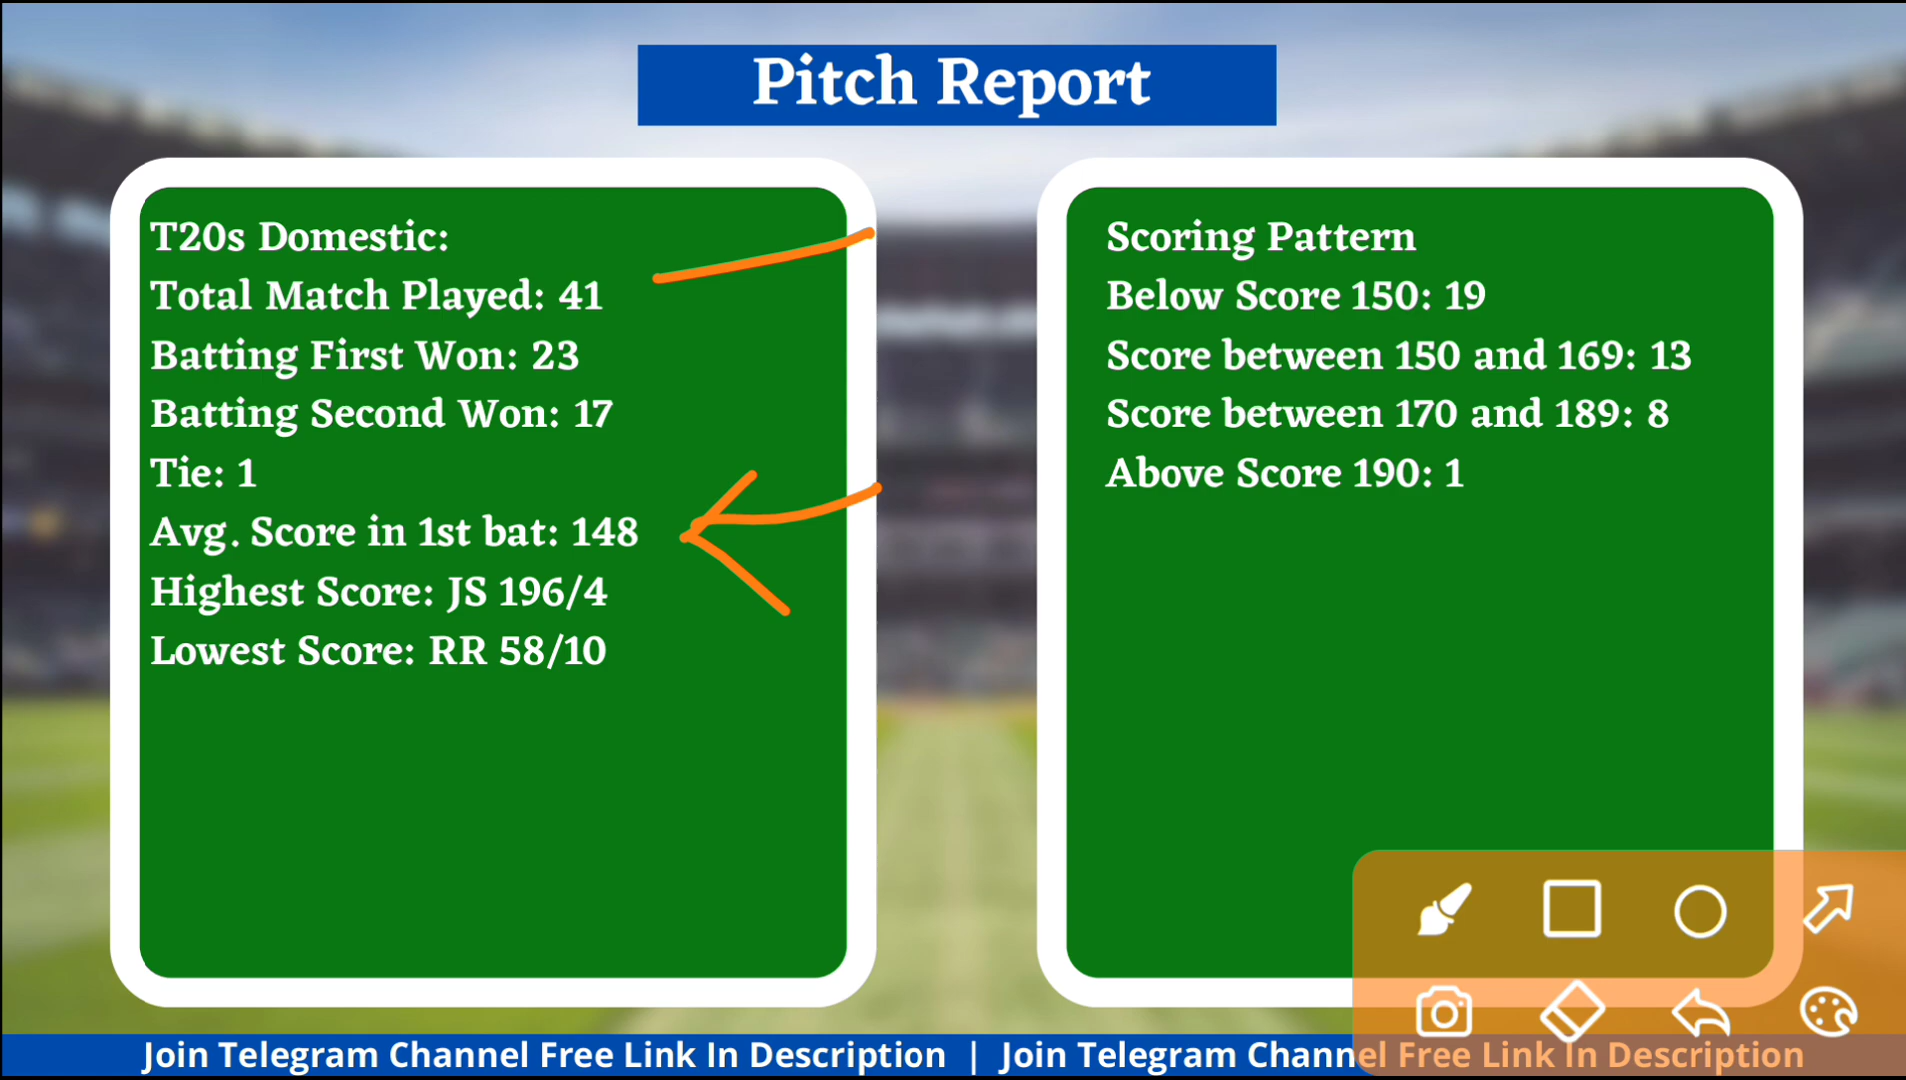 Pitch Report
T20s Domestic:
Total Match Played: 41
Batting First Won: 23
Batting Second Won: 17
Tie: 1
Avg. Score in 1st bat: 148
Highest Score: JS 196/4
Lowest Score: RR 58/10
Scoring Pattern
Below Score 150: 19
Score between 150 and 169: 13
Score between 170 and 189: 8
Above Score 190: 1
Join Telegram Channel Free Link In Description | Join Telegram Channel Free Link In Description